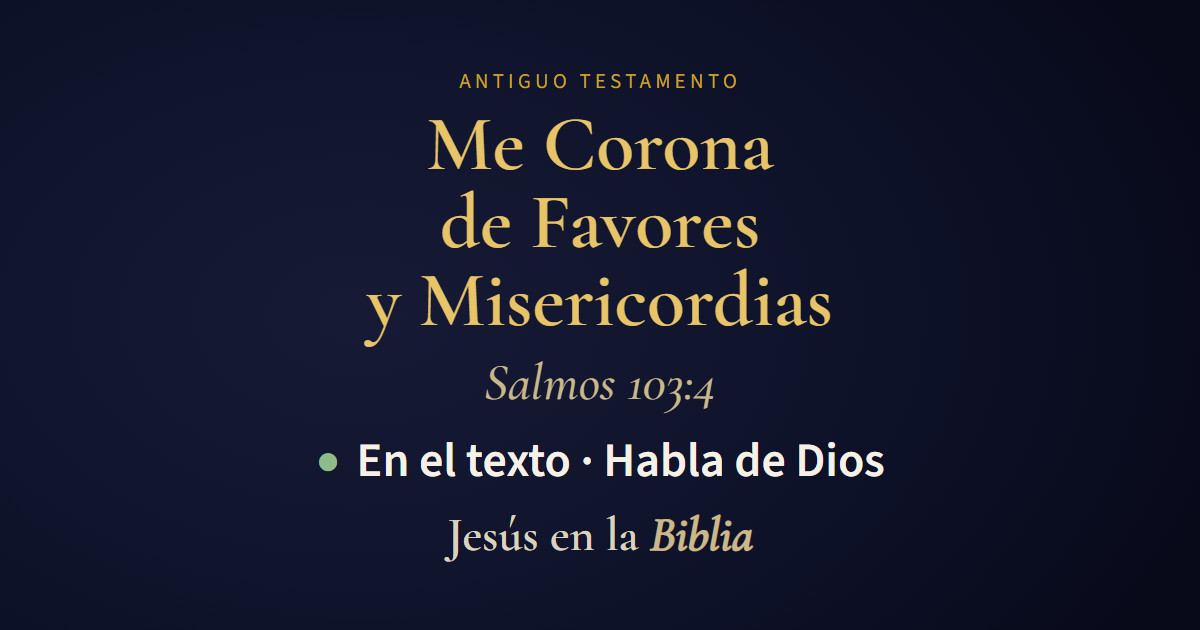 ANTIGUO TESTAMENTO
Me Corona
de Favores
y Misericordias
Salmos 103:4
En el texto · Habla de Dios
Jesús en la Biblia